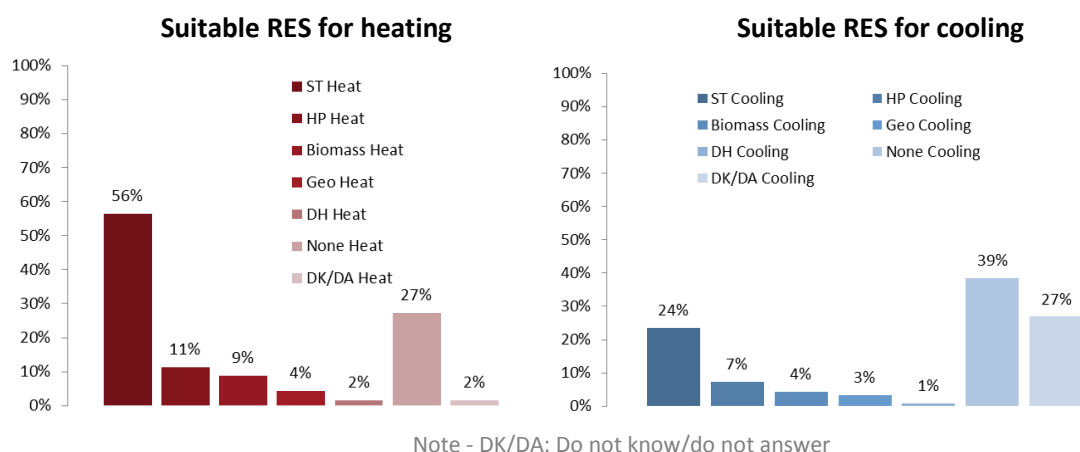 Suitable RES for heating
100%
90%
80%
70%
60%
50%
40%
30%
20%
10%
0%
ST Heat
HP Heat
Biomass Heat
Geo Heat
DH Heat
None Heat
DK/DA Heat
56%
11%
9%
4%
2%
27%
2%
Suitable RES for cooling
100%
90%
80%
70%
60%
50%
40%
30%
20%
10%
0%
ST Cooling
HP Cooling
Biomass Cooling
Geo Cooling
DH Cooling
None Cooling
DK/DA Cooling
24%
7%
4%
3%
1%
39%
27%
Note - DK/DA: Do not know/do not answer